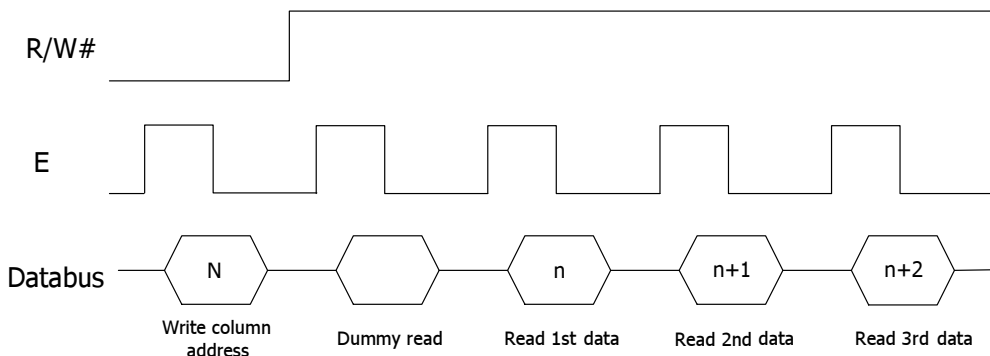 R/W#
E
Databus
N
n
n+1
n+2
Write column
address
Dummy read
Read 1st data
Read 2nd data
Read 3rd data